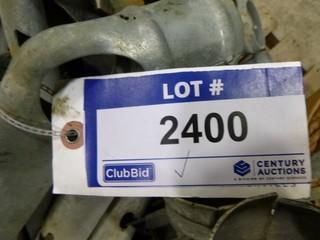 LOT #
2400
ClubBid
CENTURY
AUCTIONS